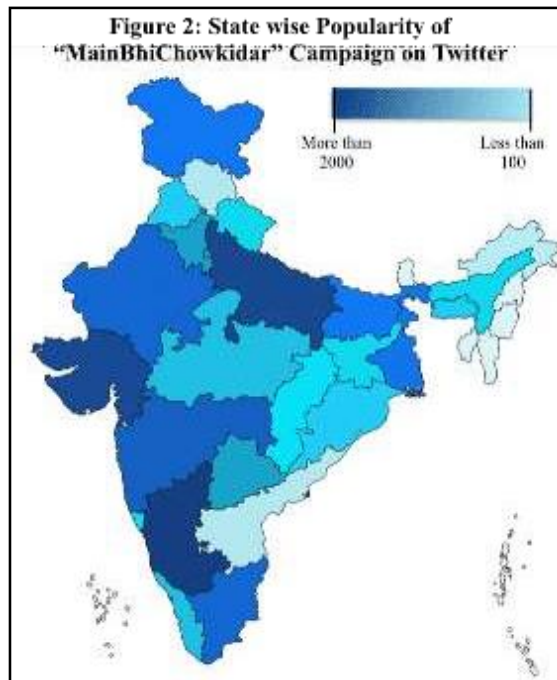 Figure 2: State wise Popularity of
“MainBhiChowkidar” Campaign on Twitter
More than
2000
Less than
100